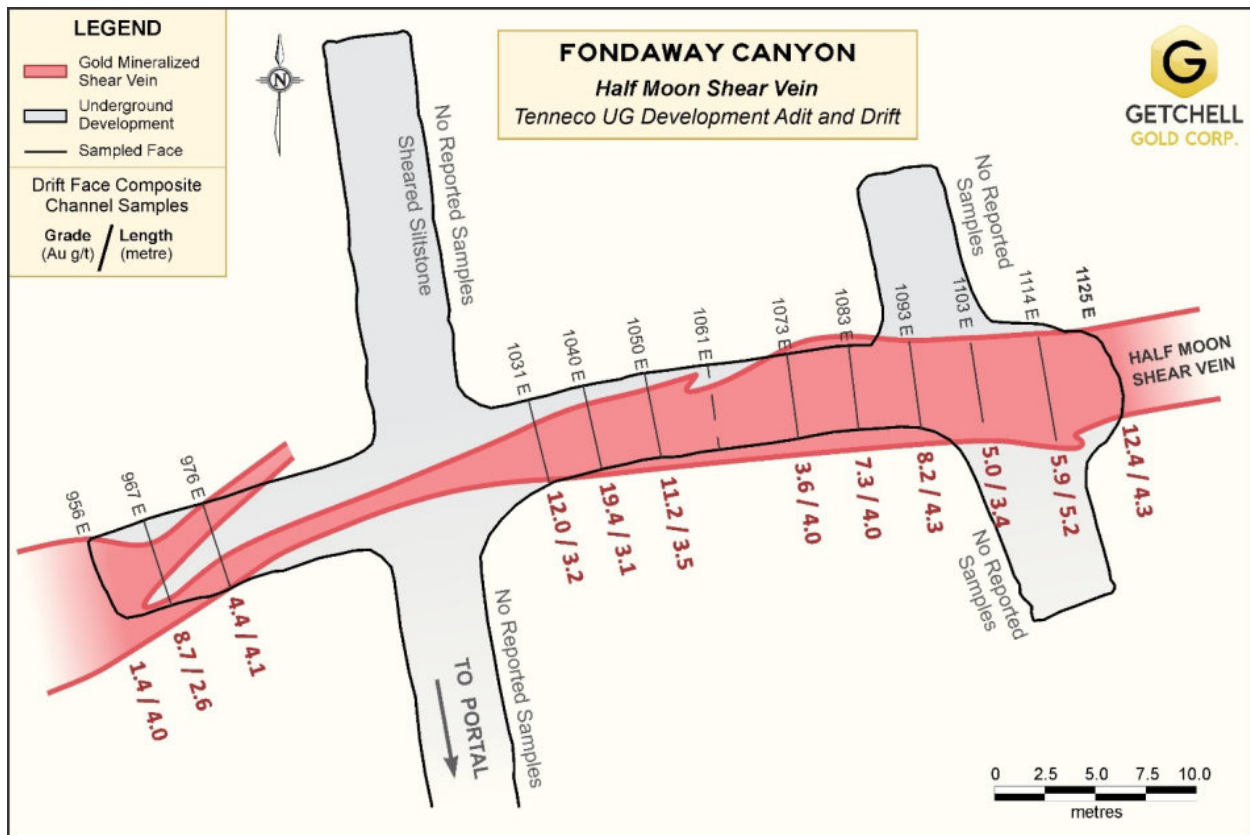 LEGEND
Gold Mineralized
Shear Vein
Underground
Development
Sampled Face
Drift Face Composite
Channel Samples
Grade / Length
(Au g/t) (metre)
N
FONDAWAY CANYON
Half Moon Shear Vein
Tenneco UG Development Adit and Drift
G
GETCHELL
GOLD CORP.
No Reported Samples
Sheared Siltstone
No Reported
Samples
956 E
967 E
976 E
1031 E
1040 E
1050 E
1061 E
1073 E
1083 E
1093 E
1103 E
1114 E
1125 E
HALF MOON
SHEAR VEIN
1.4 / 4.0
8.7 / 2.6
4.4 / 4.1
12.0 / 3.2
19.4 / 3.1
11.2 / 3.5
3.6 / 4.0
7.3 / 4.0
8.2 / 4.3
5.0 / 3.4
5.9 / 5.2
12.4 / 4.3
TO PORTAL
No Reported Samples
No Reported
Samples
0 2.5 5.0 7.5 10.0
metres